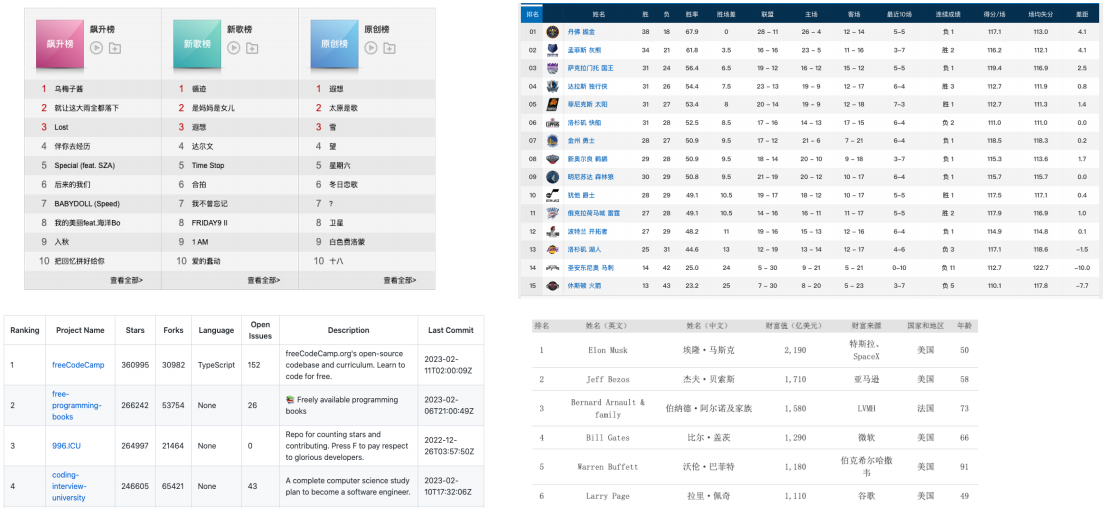 飙升榜
飙升榜
1 乌梅子酱
2 就让这大雨全都落下
3 Lost
4 伴你去经历
5 Special (feat. SZA)
6 后来的我们
7 BABYDOLL (Speed)
8 我的美丽feat.海洋Bo
9 入秋
10 把回忆拼好给你
查看全部>
新歌榜
新歌榜
1
2 是妈妈是女儿
3 遐想
4 达尔文
5 Time Stop
6 合拍
7 我不曾忘记
8 FRIDAY9 II
9 1 AM
10 爱的蠢动
查看全部>
原创榜
原创榜
1 遐想
2 太原是歌
3 雪
4 望
5 星期六
6 冬日恋歌
7 ?
8 卫星
9 白色费洛蒙
10 十八
查看全部>
排名 姓名 胜 负 胜率 胜场差 联盟 主场 客场 最近10场 连续成绩 得分/场 场均失分 差距
01 丹佛 掘金 38 18 67.9 0 28 – 11 26 – 4 12 – 14 5–5 负 1 117.1 113.0 4.1
02 孟菲斯 灰熊 34 21 61.8 3.5 16 – 16 23 – 5 11 – 16 3–7 胜 2 116.2 112.1 4.1
03 萨克拉门托 国王 31 24 56.4 6.5 19 – 12 16 – 12 15 – 12 5–5 负 1 119.4 116.9 2.5
04 达拉斯 独行侠 31 26 54.4 7.5 23 – 13 19 – 9 12 – 17 6–4 胜 3 112.7 111.9 0.8
05 菲尼克斯 太阳 31 27 53.4 8 20 – 14 19 – 9 12 – 18 7–3 胜 1 112.7 111.3 1.4
06 洛杉矶 快船 31 28 52.5 8.5 17 – 16 14 – 13 17 – 15 6–4 负 2 111.0 111.0 0.0
07 金州 勇士 28 27 50.9 9.5 17 – 12 21 – 6 7 – 21 6–4 负 1 118.5 118.3 0.2
08 新奥尔良 鹈鹕 29 28 50.9 9.5 18 – 14 20 – 10 9 – 18 3–7 负 1 115.3 113.6 1.7
09 明尼苏达 森林狼 30 29 50.8 9.5 21 – 19 20 – 12 10 – 17 6–4 负 1 115.7 115.7 0.0
10 犹他 爵士 28 29 49.1 10.5 19 – 17 18 – 12 10 – 17 5–5 胜 1 117.5 117.1 0.4
11 俄克拉荷马城 雷霆 27 28 49.1 10.5 14 – 16 16 – 11 11 – 17 5–5 胜 2 117.9 116.9 1.0
12 波特兰 开拓者 27 29 48.2 11 19 – 16 15 – 13 12 – 16 6–4 负 1 114.9 114.8 0.1
13 洛杉矶 湖人 25 31 44.6 13 12 – 19 13 – 14 12 – 17 4–6 负 3 117.1 118.6 –1.5
14 圣安东尼奥 马刺 14 42 25.0 24 5 – 30 9 – 21 5 – 21 0–10 负 11 112.7 122.7 –10.0
15 休斯顿 火箭 13 43 23.2 25 7 – 30 8 – 20 5 – 23 3–7 负 5 110.1 117.8 –7.7
Ranking Project Name Stars Forks Language Open Issues Description Last Commit
1 freeCodeCamp 360995 30982 TypeScript 152 freeCodeCamp.org's open-source codebase and curriculum. Learn to code for free. 2023-02-11T02:00:09Z
2 free-programming-books 266242 53754 None 26 📚 Freely available programming books 2023-02-06T21:00:49Z
3 996.ICU 264997 21464 None 0 Repo for counting stars and contributing. Press F to pay respect to glorious developers. 2022-12-26T03:57:50Z
4 coding-interview-university 246605 65421 None 43 A complete computer science study plan to become a software engineer. 2023-02-10T17:32:06Z
排名 姓名（英文） 姓名（中文） 财富值（亿美元） 财富来源 国家和地区 年龄
1 Elon Musk 埃隆·马斯克 2,190 特斯拉、SpaceX 美国 50
2 Jeff Bezos 杰夫·贝索斯 1,710 亚马逊 美国 58
3 Bernard Arnault & family 伯纳德·阿尔诺及家族 1,580 LVMH 法国 73
4 Bill Gates 比尔·盖茨 1,290 微软 美国 66
5 Warren Buffett 沃伦·巴菲特 1,180 伯克希尔哈撒韦 美国 91
6 Larry Page 拉里·佩奇 1,110 谷歌 美国 49